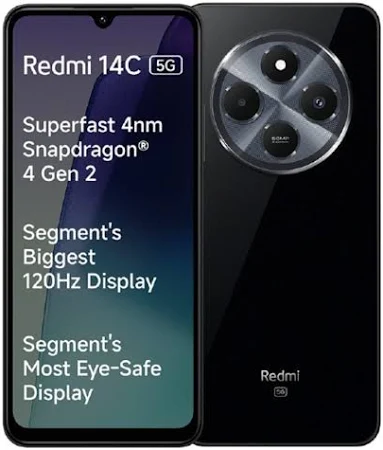 Redmi 14C 5G
Superfast 4nm
Snapdragon®
4 Gen 2
Segment's
Biggest
120Hz Display
Segment's
Most Eye-Safe
Display
50MP
Redmi
5G